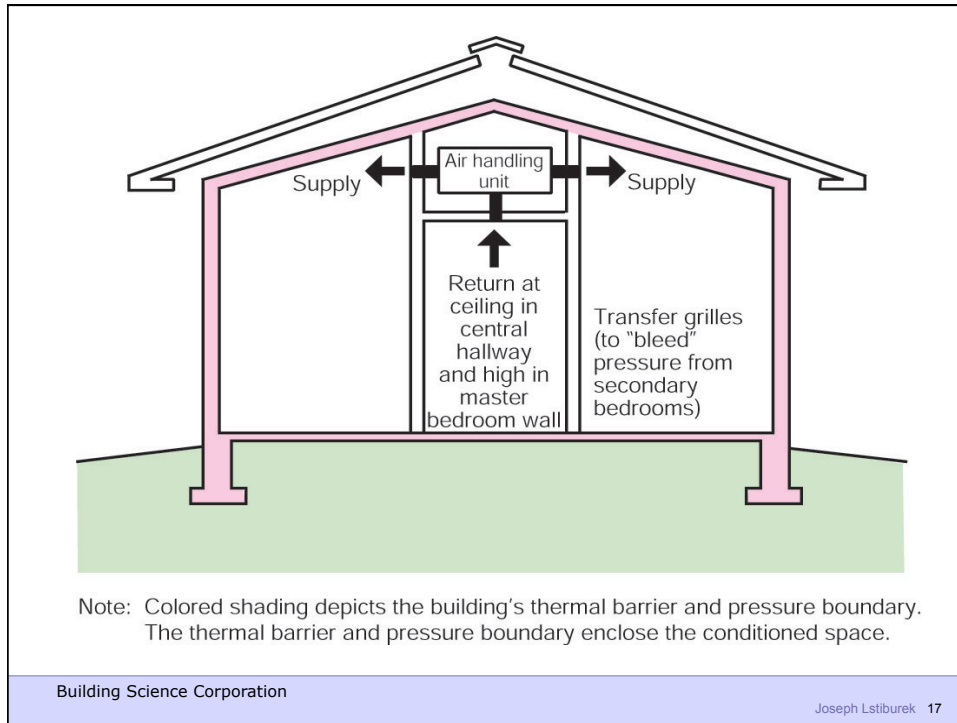 Air handling
unit
Supply
Supply
Return at
ceiling in
central
hallway
and high in
master
bedroom wall
Transfer grilles
(to “bleed”
pressure from
secondary
bedrooms)
Note: Colored shading depicts the building’s thermal barrier and pressure boundary.
The thermal barrier and pressure boundary enclose the conditioned space.
Building Science Corporation
Joseph Lstiburek 17